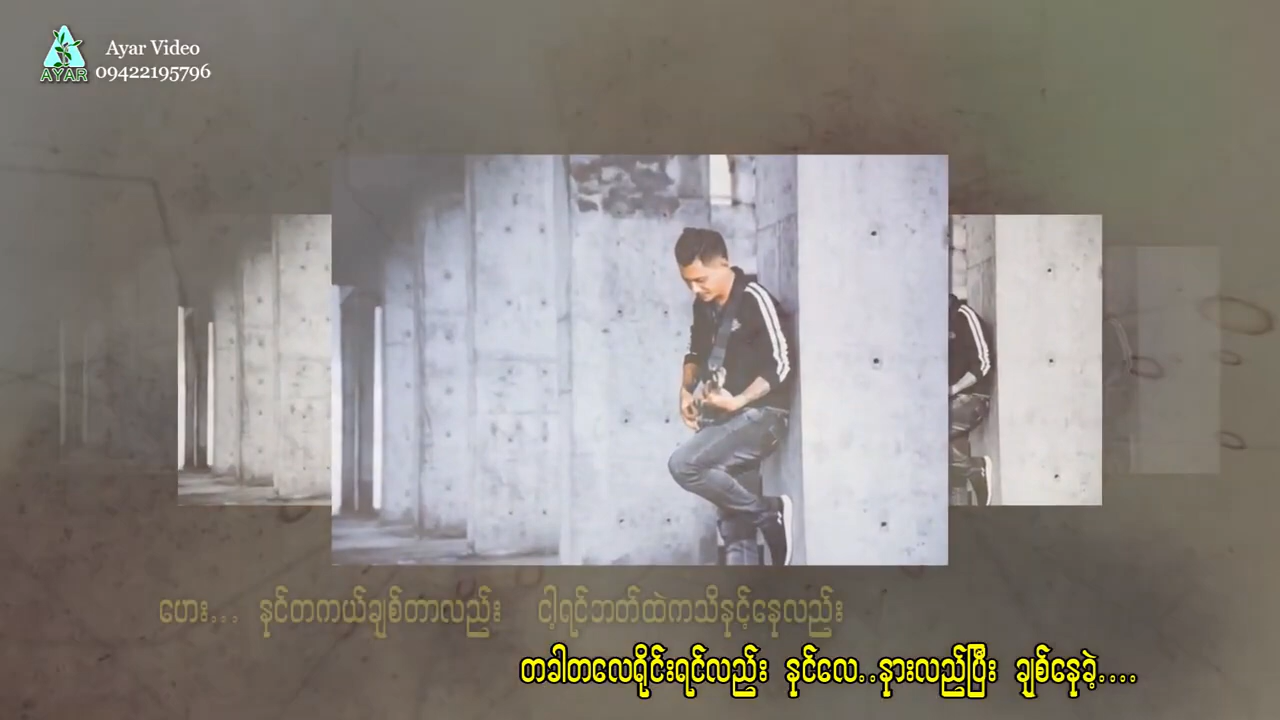 Ayar Video
AYAR 09422195796
ဟေး... နှင်တကယ်ချစ်တာလည်း ငါ့ရင်ဘတ်ထဲကသိနှင့်နေလည်း
တခါတလေရိုင်းရင်လည်း နှင်လေ..နှားလည်ပြီး ချစ်နေခဲ့....